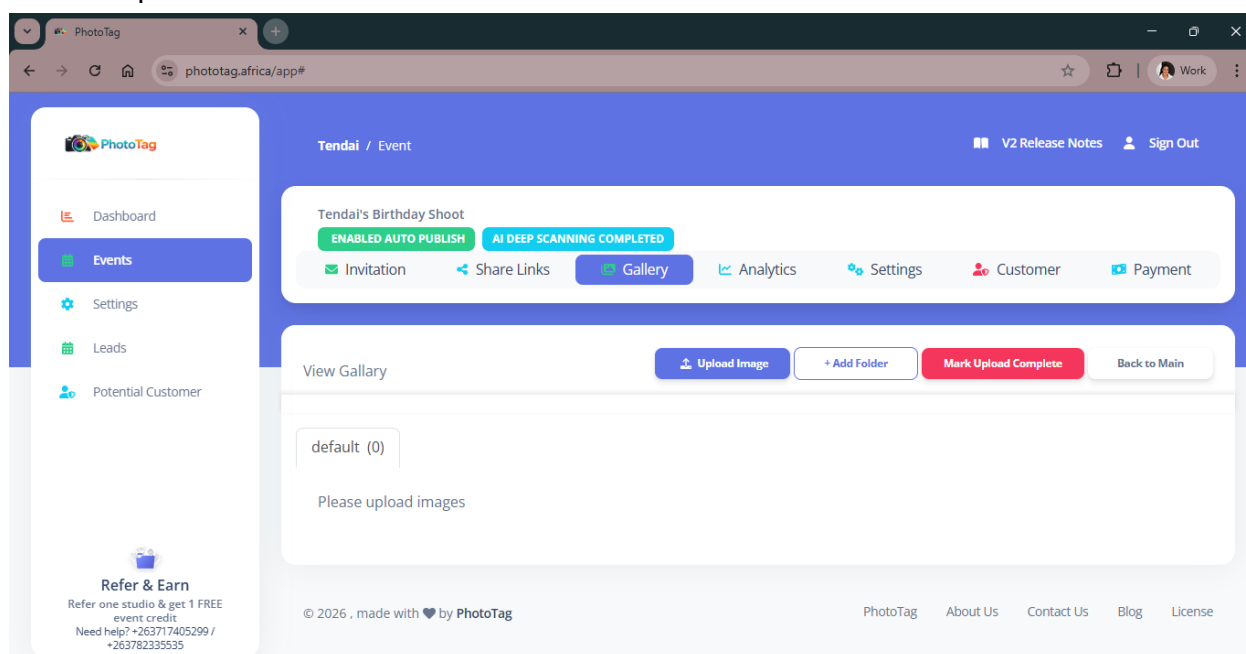 PhotoTag
phototag.africa/app#
Work
PhotoTag
Tendai / Event
V2 Release Notes
Sign Out
Dashboard
Events
Settings
Leads
Potential Customer
Tendai's Birthday Shoot
ENABLED AUTO PUBLISH
AI DEEP SCANNING COMPLETED
Invitation
Share Links
Gallery
Analytics
Settings
Customer
Payment
View Gallary
Upload Image
+ Add Folder
Mark Upload Complete
Back to Main
default (0)
Please upload images
Refer & Earn
Refer one studio & get 1 FREE
event credit
Need help? +263717405299 /
+263782335535
© 2026 , made with ♥ by PhotoTag
PhotoTag
About Us
Contact Us
Blog
License